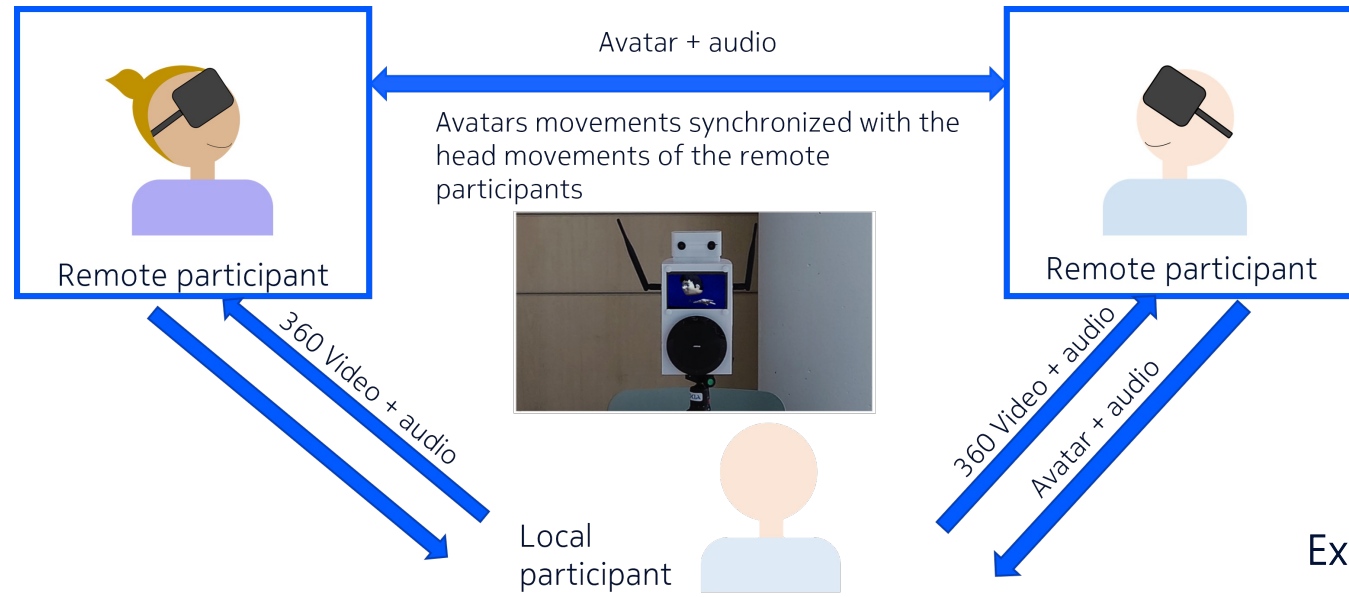 Avatar + audio
Avatars movements synchronized with the
head movements of the remote
participants
Remote participant
Remote participant
360 Video + audio
360 Video + audio
Avatar + audio
Local
participant
Ex